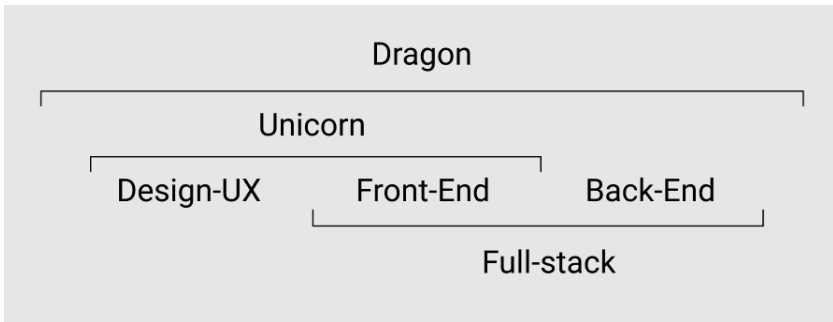 Dragon
Unicorn
Design-UX Front-End Back-End
Full-stack